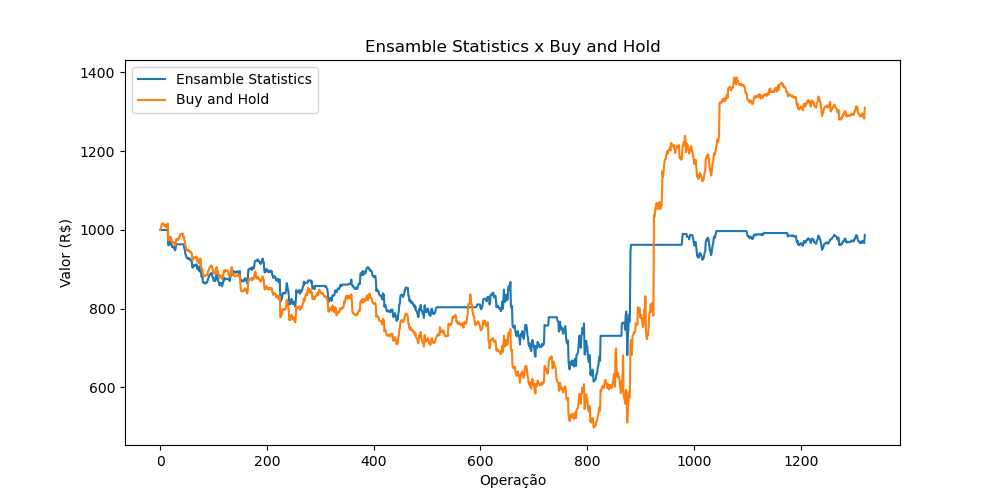 Ensamble Statistics x Buy and Hold
Ensamble Statistics
Buy and Hold
Valor (R$)
1400
1200
1000
800
600
0 200 400 600 800 1000 1200
Operação